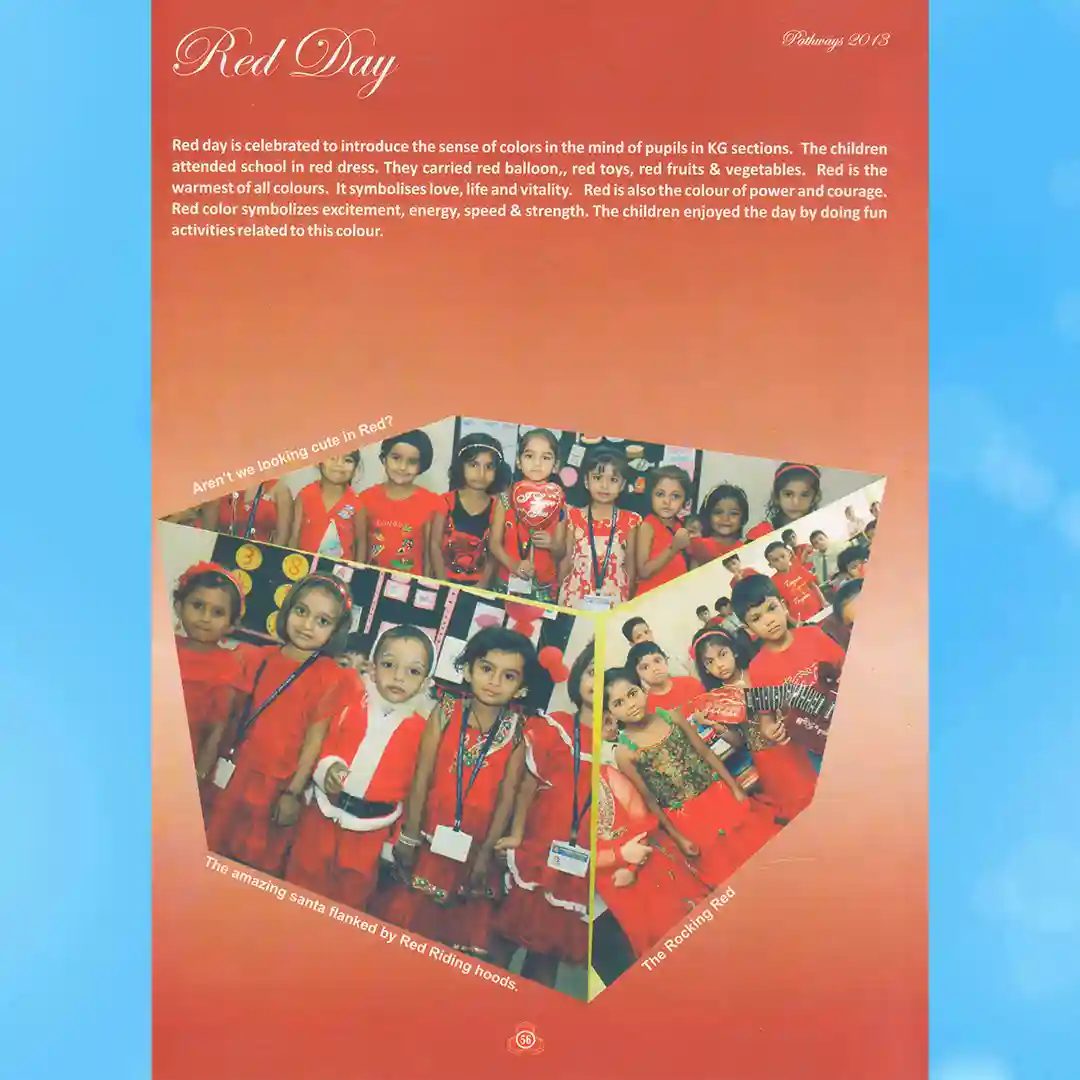 Red Day
Pathways 2013
Red day is celebrated to introduce the sense of colors in the mind of pupils in KG sections. The children
attended school in red dress. They carried red balloon,, red toys, red fruits & vegetables. Red is the
warmest of all colours. It symbolises love, life and vitality. Red is also the colour of power and courage.
Red color symbolizes excitement, energy, speed & strength. The children enjoyed the day by doing fun
activities related to this colour.
Aren't we looking cute in Red?
3
8
The amazing santa flanked by Red Riding hoods.
The Rocking Red
56